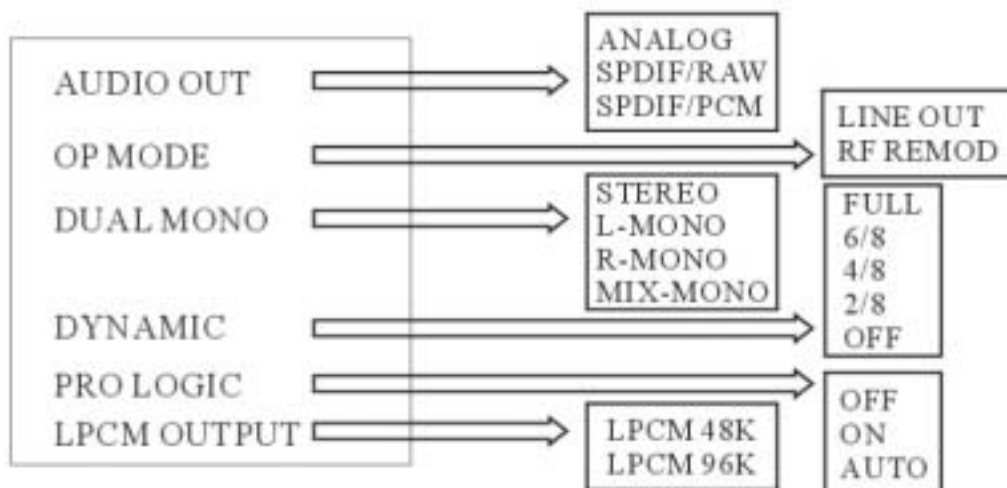 AUDIO OUT
ANALOG
SPDIF/RAW
SPDIF/PCM
OP MODE
LINE OUT
RF REMOD
DUAL MONO
STEREO
L-MONO
R-MONO
MIX-MONO
DYNAMIC
FULL
6/8
4/8
2/8
OFF
PRO LOGIC
OFF
ON
AUTO
LPCM OUTPUT
LPCM 48K
LPCM 96K